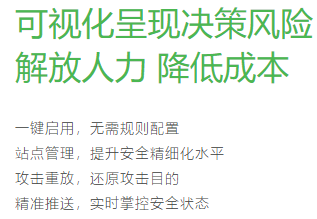 可视化呈现决策风险
解放人力 降低成本
一键启用，无需规则配置
站点管理，提升安全精细化水平
攻击重放，还原攻击目的
精准推送，实时掌控安全状态